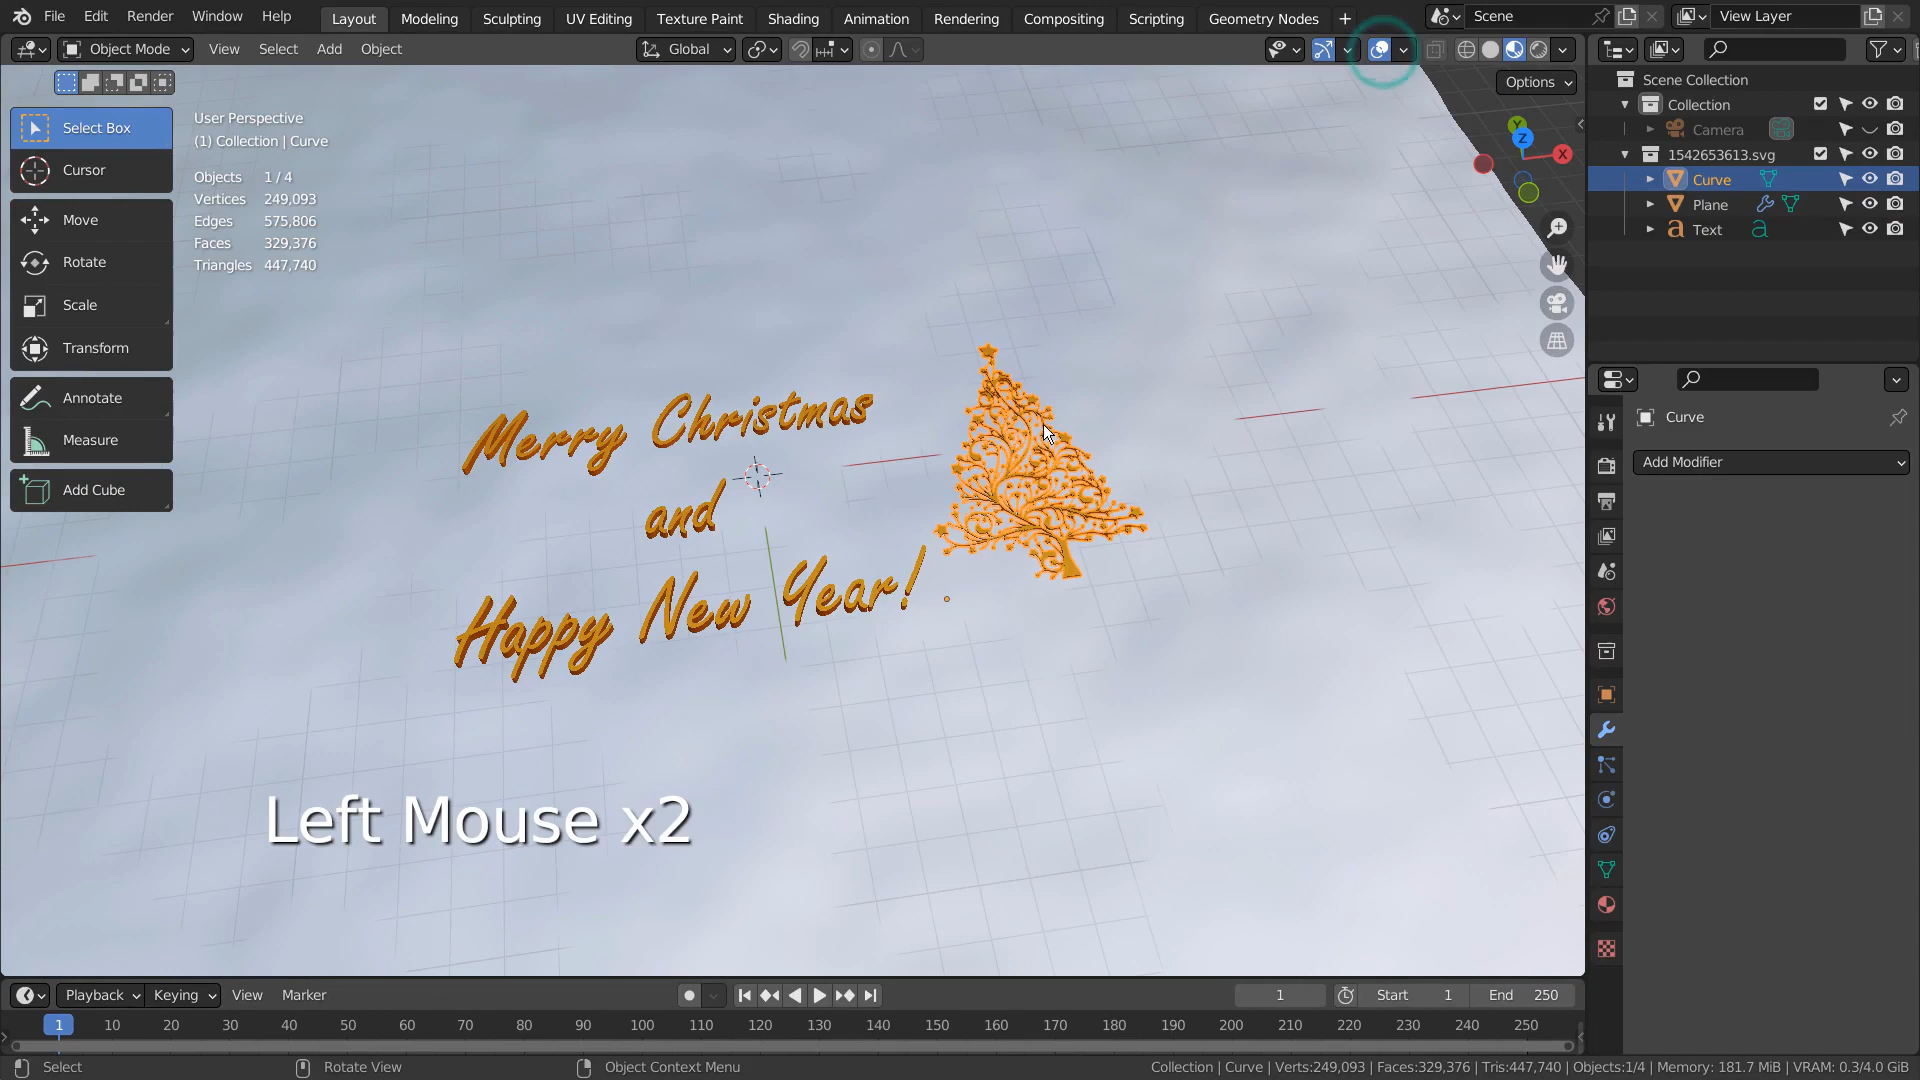 File Edit Render Window Help Layout Modeling Sculpting UV Editing Texture Paint Shading Animation Rendering Compositing Scripting Geometry Nodes + Scene View Layer
Object Mode View Select Add Object Global
Options
Scene Collection
Collection
Camera
1542653613.svg
Curve
Plane
Text
Select Box
Cursor
Move
Rotate
Scale
Transform
Annotate
Measure
Add Cube
User Perspective
(1) Collection | Curve
Objects 1 / 4
Vertices 249,093
Edges 575,806
Faces 329,376
Triangles 447,740
Y
Z
X
Merry Christmas
and
Happy New Year!
Left Mouse x2
Curve
Add Modifier
Playback Keying View Marker 1 Start 1 End 250
1 10 20 30 40 50 60 70 80 90 100 110 120 130 140 150 160 170 180 190 200 210 220 230 240 250
Select Rotate View Object Context Menu Collection | Curve | Verts:249,093 | Faces:329,376 | Tris:447,740 | Objects:1/4 | Memory: 181.7 MiB | VRAM: 0.3/4.0 GiB